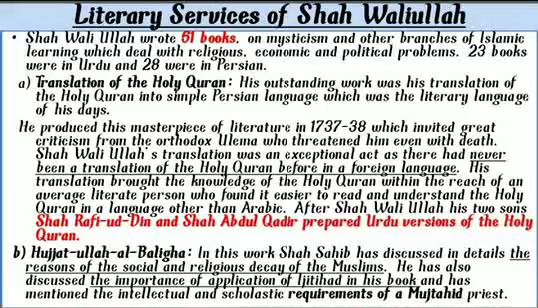 Literary Services of Shah Waliullah
• Shah Wali Ullah wrote 51 books, on mysticism and other branches of Islamic
learning which deal with religious, economic and political problems. 23 books
were in Urdu and 28 were in Persian.
a) Translation of the Holy Quran: His outstanding work was his translation of
the Holy Quran into simple Persian language which was the literary language
of his days.
He produced this masterpiece of literature in 1737-38 which invited great
criticism from the orthodox Ulema who threatened him even with death.
Shah Wali Ullah's translation was an exceptional act as there had never
been a translation of the Holy Quran before in a foreign language. His
translation brought the knowledge of the Holy Quran within the reach of an
average literate person who found it easier to read and understand the Holy
Quran in a language other than Arabic. After Shah Wali Ullah his two sons
Shah Rafi-ud-Din and Shah Abdul Qadir prepared Urdu versions of the Holy
Quran.
b) Hujjat-ullah-al-Baligha: In this work Shah Sahib has discussed in details the
reasons of the social and religious decay of the Muslims. He has also
discussed the importance of application of Ijtihad in his book and has
mentioned the intellectual and scholastic requirements of a Mujtahid priest.